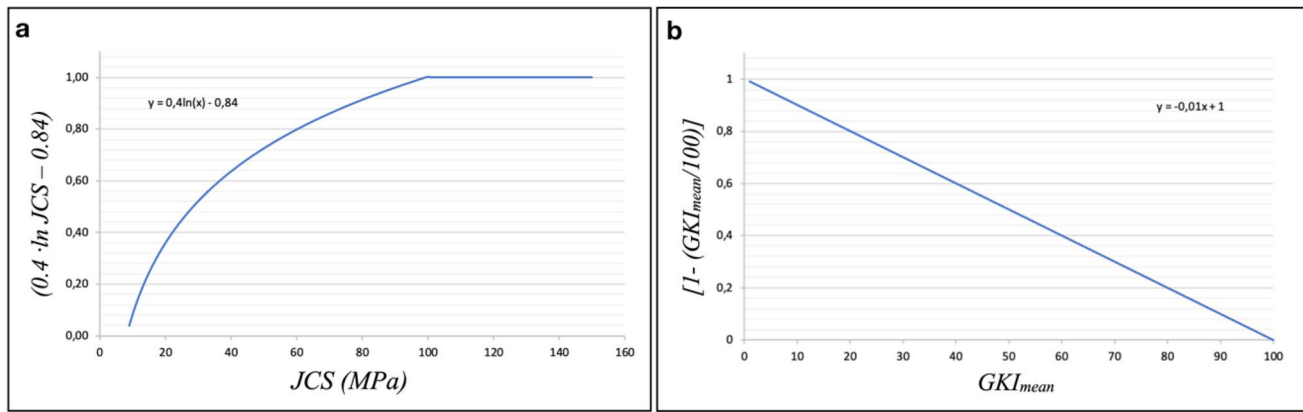 a
(0.4 ·ln JCS – 0.84)
1,00
0,80
0,60
0,40
0,20
0,00
y = 0,4ln(x) - 0,84
0 20 40 60 80 100 120 140 160
JCS (MPa)
b
[1- (GKImean/100)]
1
0,8
0,6
0,4
0,2
0
y = -0,01x + 1
0 10 20 30 40 50 60 70 80 90 100
GKImean